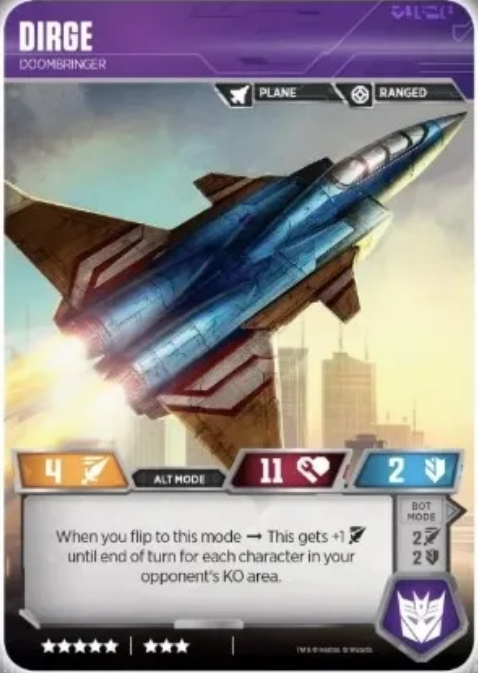 DIRGE
DOOMBRINGER
PLANE
RANGED
4
ALT MODE
11
2
When you flip to this mode → This gets +1
until end of turn for each character in your
opponent's KO area.
BOT
MODE
2
2